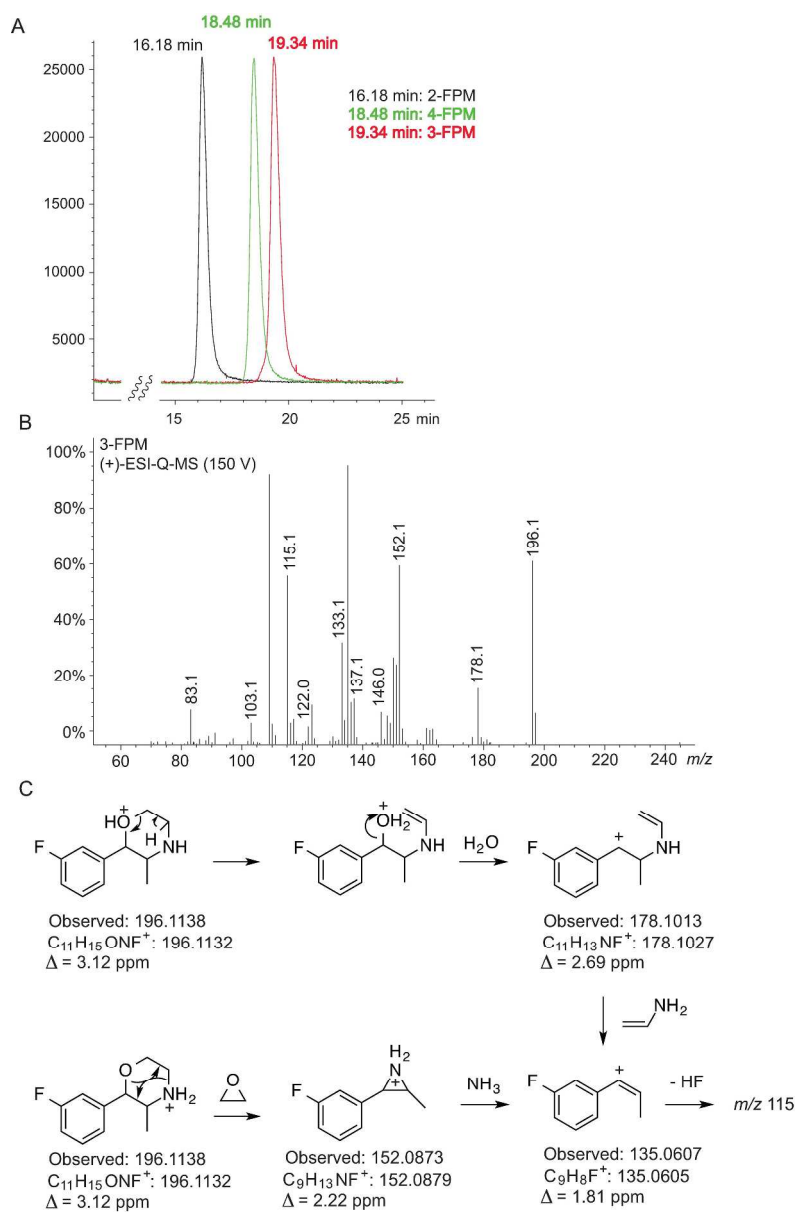 A
18.48 min
16.18 min
19.34 min
16.18 min: 2-FPM
18.48 min: 4-FPM
19.34 min: 3-FPM
25000
20000
15000
10000
5000
15
20
25 min
B
3-FPM
(+)-ESI-Q-MS (150 V)
100%
80%
60%
40%
20%
0%
83.1
103.1
115.1
122.0
133.1
137.1
146.0
152.1
178.1
196.1
60 80 100 120 140 160 180 200 220 240 m/z
C
+
HO H
F NH
+
OH2
F NH
H2O
+
F NH
Observed: 196.1138
C11H15ONF+: 196.1132
Δ = 3.12 ppm
Observed: 178.1013
C11H13NF+: 178.1027
Δ = 2.69 ppm
NH2
O
F NH2
+
O
NH2
+
F
NH3
+
F
- HF
m/z 115
Observed: 196.1138
C11H15ONF+: 196.1132
Δ = 3.12 ppm
Observed: 152.0873
C9H13NF+: 152.0879
Δ = 2.22 ppm
Observed: 135.0607
C9H8F+: 135.0605
Δ = 1.81 ppm